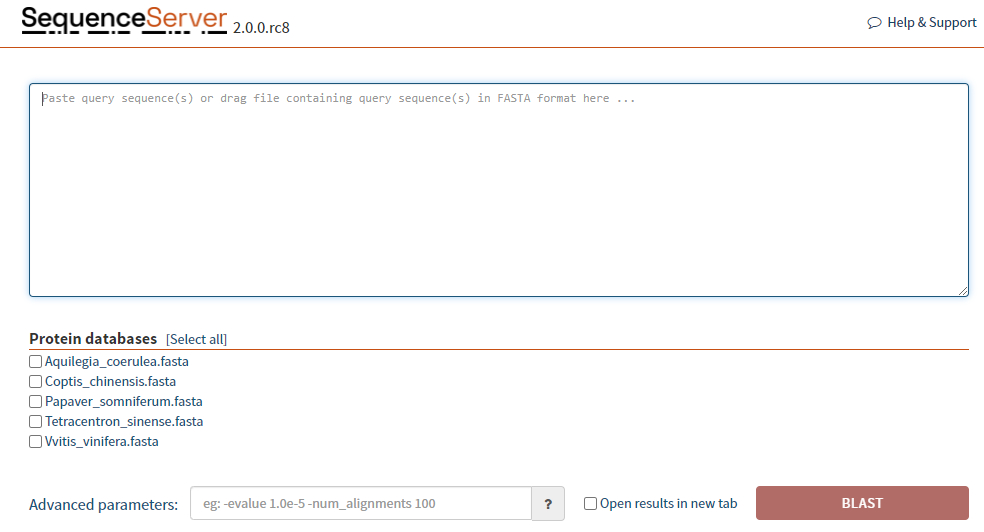 SequenceServer 2.0.0.rc8
Help & Support
Paste query sequence(s) or drag file containing query sequence(s) in FASTA format here ...
Protein databases [Select all]
Aquilegia_coerulea.fasta
Coptis_chinensis.fasta
Papaver_somniferum.fasta
Tetracentron_sinense.fasta
Vvitis_vinifera.fasta
Advanced parameters: eg: -evalue 1.0e-5 -num_alignments 100 ? Open results in new tab BLAST